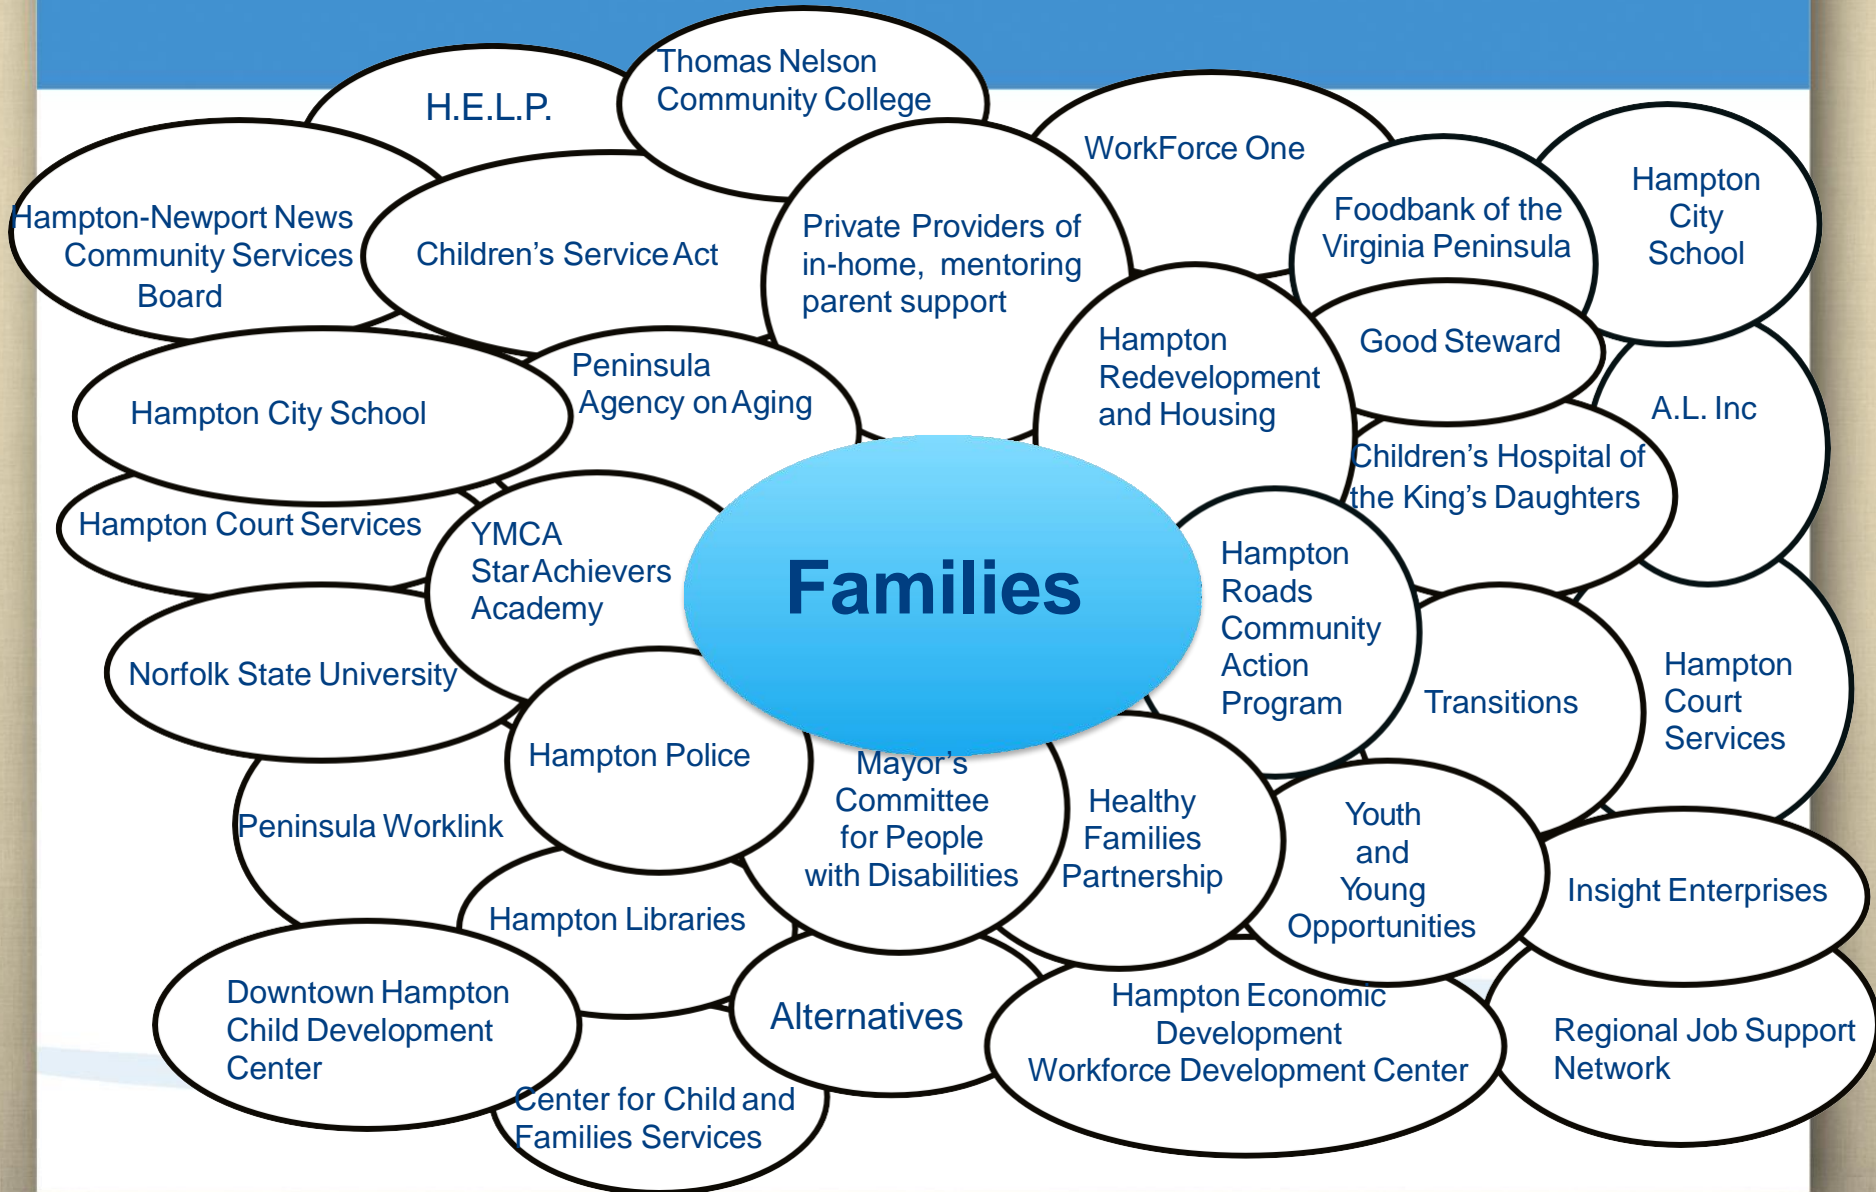 H.E.L.P.
Thomas Nelson
Community College
WorkForce One
Hampton
City
School
Hampton-Newport News
Community Services
Board
Children’s Service Act
Private Providers of
in-home, mentoring
parent support
Foodbank of the
Virginia Peninsula
Hampton City School
Peninsula
Agency on Aging
Hampton
Redevelopment
and Housing
Good Steward
A.L. Inc
Children’s Hospital of
the King’s Daughters
Hampton Court Services
YMCA
Star Achievers
Academy
Families
Hampton
Roads
Community
Action
Program
Norfolk State University
Transitions
Hampton
Court
Services
Hampton Police
Mayor’s
Committee
for People
with Disabilities
Healthy
Families
Partnership
Youth
and
Young
Opportunities
Peninsula Worklink
Insight Enterprises
Hampton Libraries
Downtown Hampton
Child Development
Center
Alternatives
Hampton Economic
Development
Workforce Development Center
Regional Job Support
Network
Center for Child and
Families Services